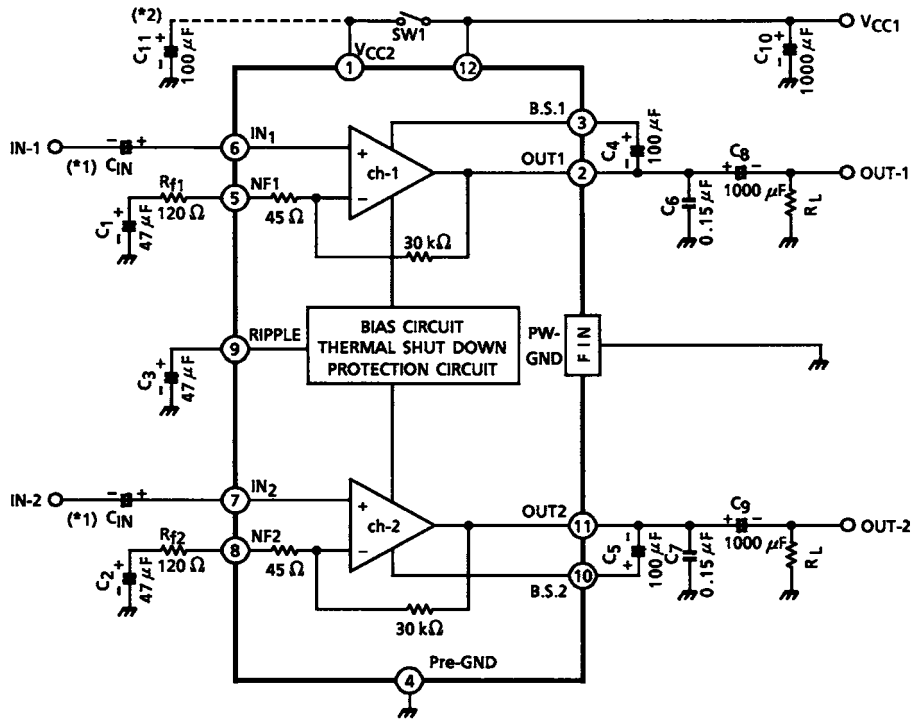 (*2)
C11
+
-
100 µF
VCC2
SW1
1
12
C10
+
-
1000 µF
VCC1
B.S.1
3
IN-1
- +
(*1) CIN
6
IN1
+
ch-1
-
OUT1
2
C4
+
-
100 µF
C8
+ -
1000 µF
OUT-1
Rf1
120 Ω
5
NF1
45 Ω
C1
+
-
47 µF
30 kΩ
C6
0.15 µF
RL
9
RIPPLE
C3
+
-
47 µF
BIAS CIRCUIT
THERMAL SHUT DOWN
PROTECTION CIRCUIT
PW-
GND
FIN
IN-2
- +
(*1) CIN
7
IN2
+
ch-2
-
OUT2
11
C9
+ -
1000 µF
OUT-2
Rf2
120 Ω
8
NF2
45 Ω
C2
+
-
47 µF
30 kΩ
10
B.S.2
C5
-
+
100 µF
C7
0.15 µF
RL
Pre-GND
4